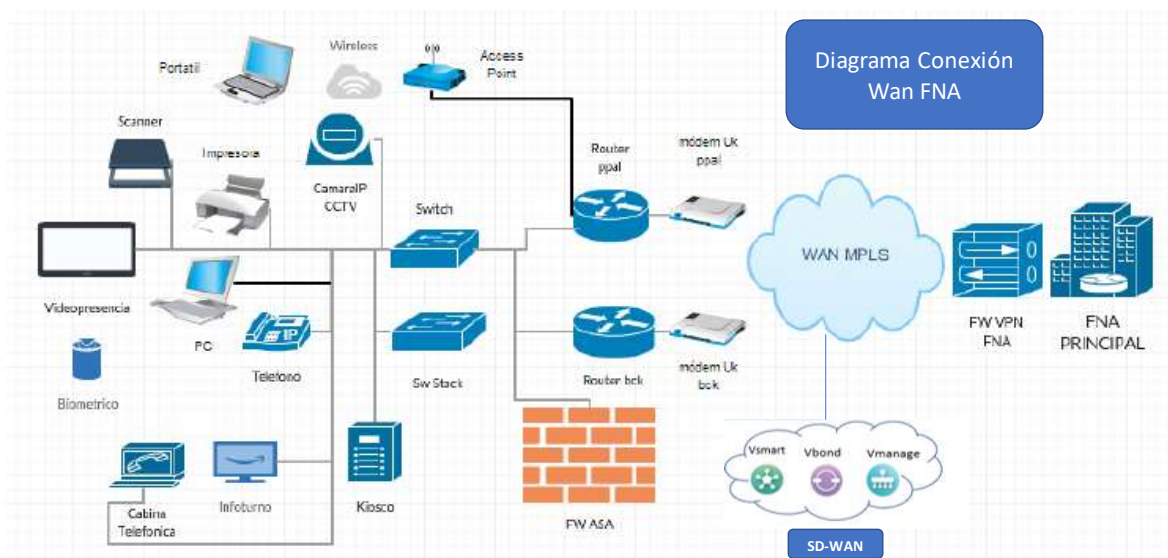 Diagrama Conexión
Wan FNA
Portatil
Wireless
Access
Point
Scanner
Impresora
CamaraIP
CCTV
Switch
Router
ppal
módem Uk
ppal
WAN MPLS
Videopresencia
PC
Telefono
Sw Stack
Router bck
módem Uk
bck
FW VPN
FNA
FNA
PRINCIPAL
Biometrico
IP
Cabina
Telefonica
Infoturno
Kiosco
FW ASA
Vsmart
Vbond
Vmanage
SD-WAN